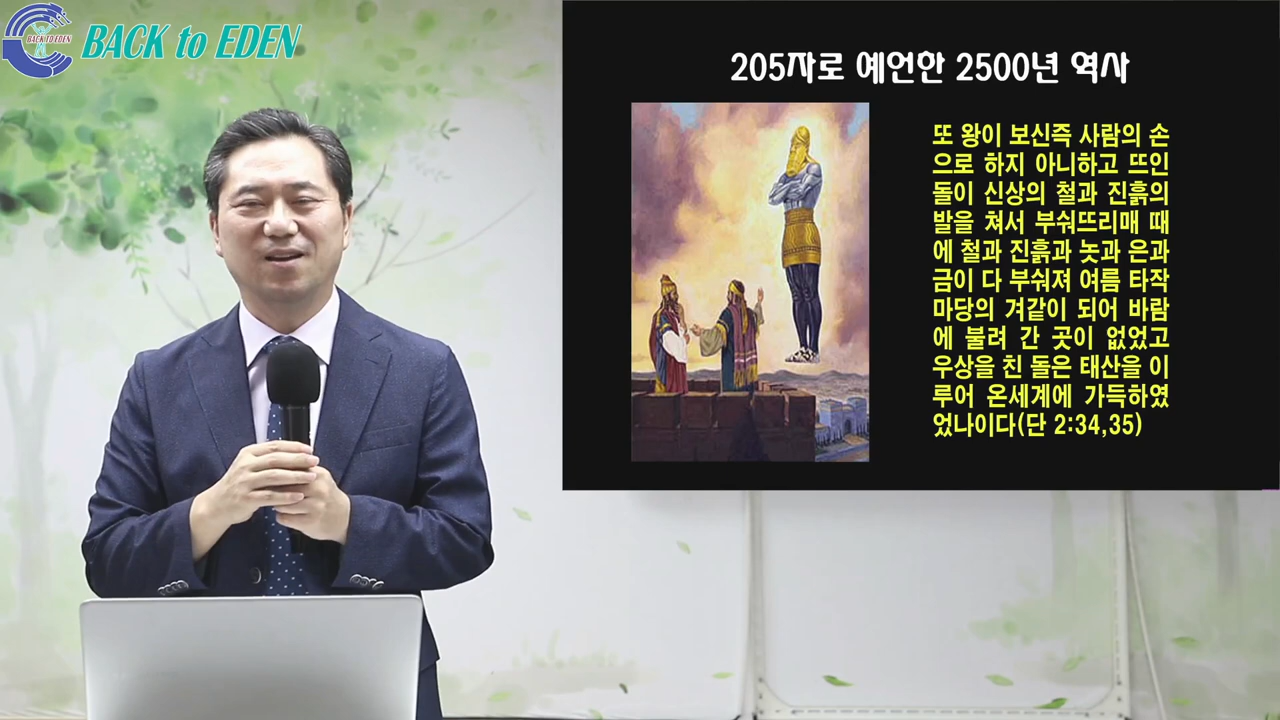 BACK TO EDEN
BACK to EDEN
205자로 예언한 2500년 역사
또 왕이 보신즉 사람의 손
으로 하지 아니하고 뜨인
돌이 신상의 철과 진흙의
발을 쳐서 부숴뜨리매 때
에 철과 진흙과 놋과 은과
금이 다 부숴져 여름 타작
마당의 겨같이 되어 바람
에 불려 간 곳이 없었고
우상을 친 돌은 태산을 이
루어 온세계에 가득하였
었나이다(단 2:34,35)